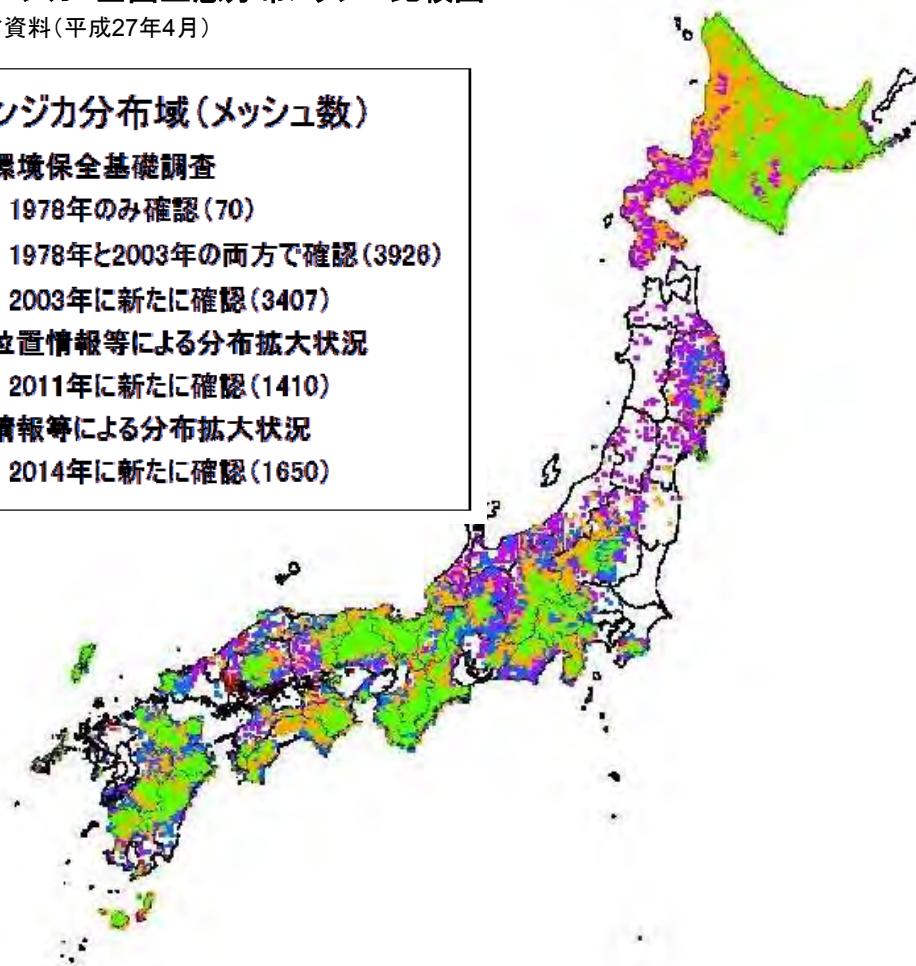 資料(平成27年4月)
ンジカ分布域(メッシュ数)
環境保全基礎調査
1978年のみ確認(70)
1978年と2003年の両方で確認(3926)
2003年に新たに確認(3407)
位置情報等による分布拡大状況
2011年に新たに確認(1410)
情報等による分布拡大状況
2014年に新たに確認(1650)